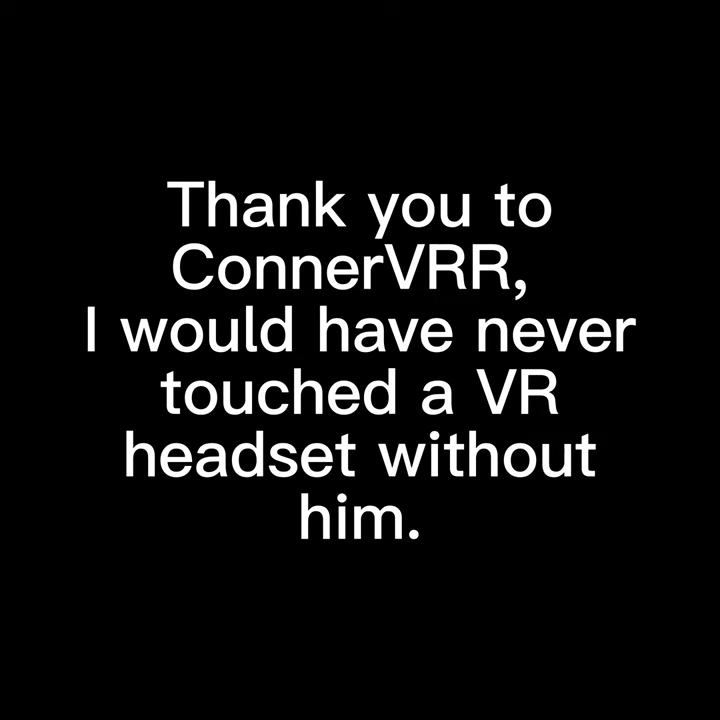 Thank you to
ConnerVRR,
I would have never
touched a VR
headset without
him.